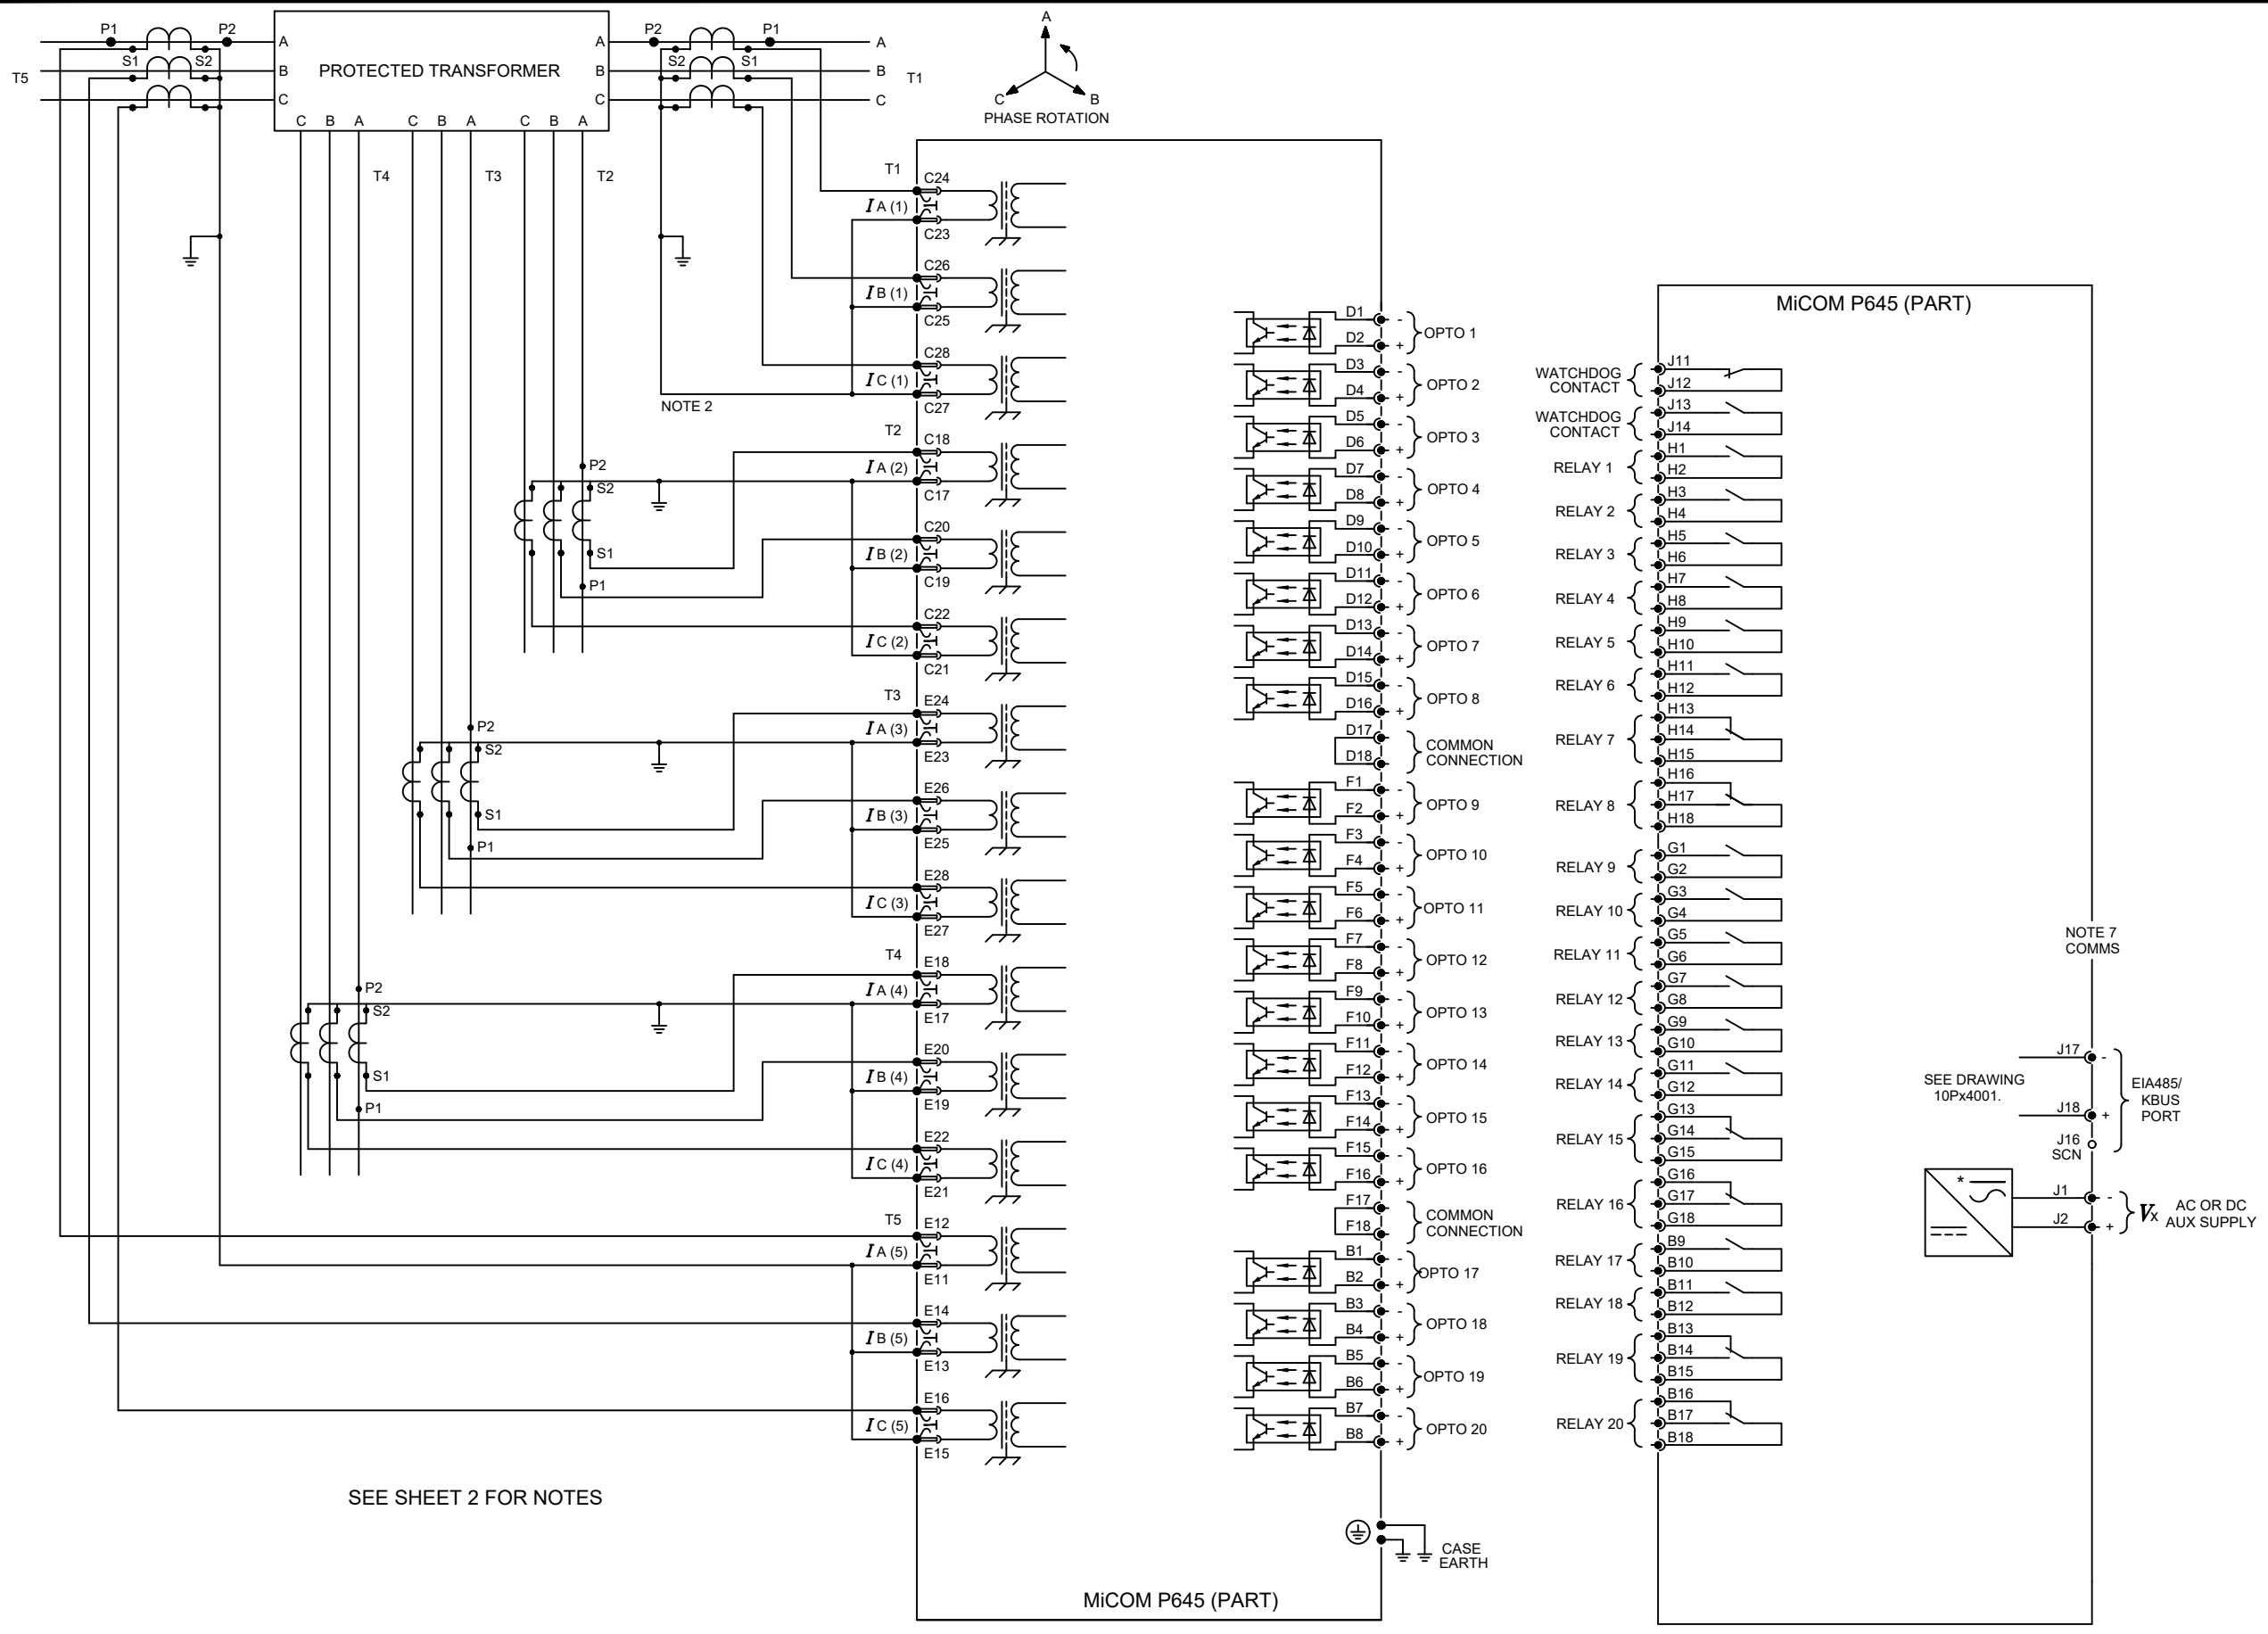 P1
P2
S1
S2
T5
A
B
C
PROTECTED TRANSFORMER
A
B
C
P2
P1
S2
S1
A
B
C
T1
A
C
B
PHASE ROTATION
C B A
C B A
C B A
T4
T3
T2
T1
C24
I A (1)
C23
C26
I B (1)
C25
C28
I C (1)
C27
NOTE 2
T2
C18
I A (2)
C17
P2
S2
C20
I B (2)
C19
S1
P1
C22
I C (2)
C21
T3
E24
I A (3)
E23
P2
S2
E26
I B (3)
E25
S1
P1
E28
I C (3)
E27
T4
E18
I A (4)
E17
P2
S2
E20
I B (4)
E19
S1
P1
E22
I C (4)
E21
T5
E12
I A (5)
E11
E14
I B (5)
E13
E16
I C (5)
E15
SEE SHEET 2 FOR NOTES
D1 -
D2 +
OPTO 1
D3 -
D4 +
OPTO 2
D5 -
D6 +
OPTO 3
D7 -
D8 +
OPTO 4
D9 -
D10 +
OPTO 5
D11 -
D12 +
OPTO 6
D13 -
D14 +
OPTO 7
D15 -
D16 +
OPTO 8
D17
D18
COMMON
CONNECTION
F1 -
F2 +
OPTO 9
F3 -
F4 +
OPTO 10
F5 -
F6 +
OPTO 11
F7 -
F8 +
OPTO 12
F9 -
F10 +
OPTO 13
F11 -
F12 +
OPTO 14
F13 -
F14 +
OPTO 15
F15 -
F16 +
OPTO 16
F17
F18
COMMON
CONNECTION
B1 -
B2 +
OPTO 17
B3 -
B4 +
OPTO 18
B5 -
B6 +
OPTO 19
B7 -
B8 +
OPTO 20
CASE
EARTH
MiCOM P645 (PART)
MiCOM P645 (PART)
WATCHDOG
CONTACT
J11
J12
WATCHDOG
CONTACT
J13
J14
RELAY 1
H1
H2
RELAY 2
H3
H4
RELAY 3
H5
H6
RELAY 4
H7
H8
RELAY 5
H9
H10
RELAY 6
H11
H12
RELAY 7
H13
H14
H15
RELAY 8
H16
H17
H18
RELAY 9
G1
G2
RELAY 10
G3
G4
RELAY 11
G5
G6
RELAY 12
G7
G8
RELAY 13
G9
G10
RELAY 14
G11
G12
RELAY 15
G13
G14
G15
RELAY 16
G16
G17
G18
RELAY 17
B9
B10
RELAY 18
B11
B12
RELAY 19
B13
B14
B15
RELAY 20
B16
B17
B18
NOTE 7
COMMS
SEE DRAWING
10Px4001.
J17 -
J18 +
J16
SCN
EIA485/
KBUS
PORT
*
J1 -
J2 +
Vx
AC OR DC
AUX SUPPLY